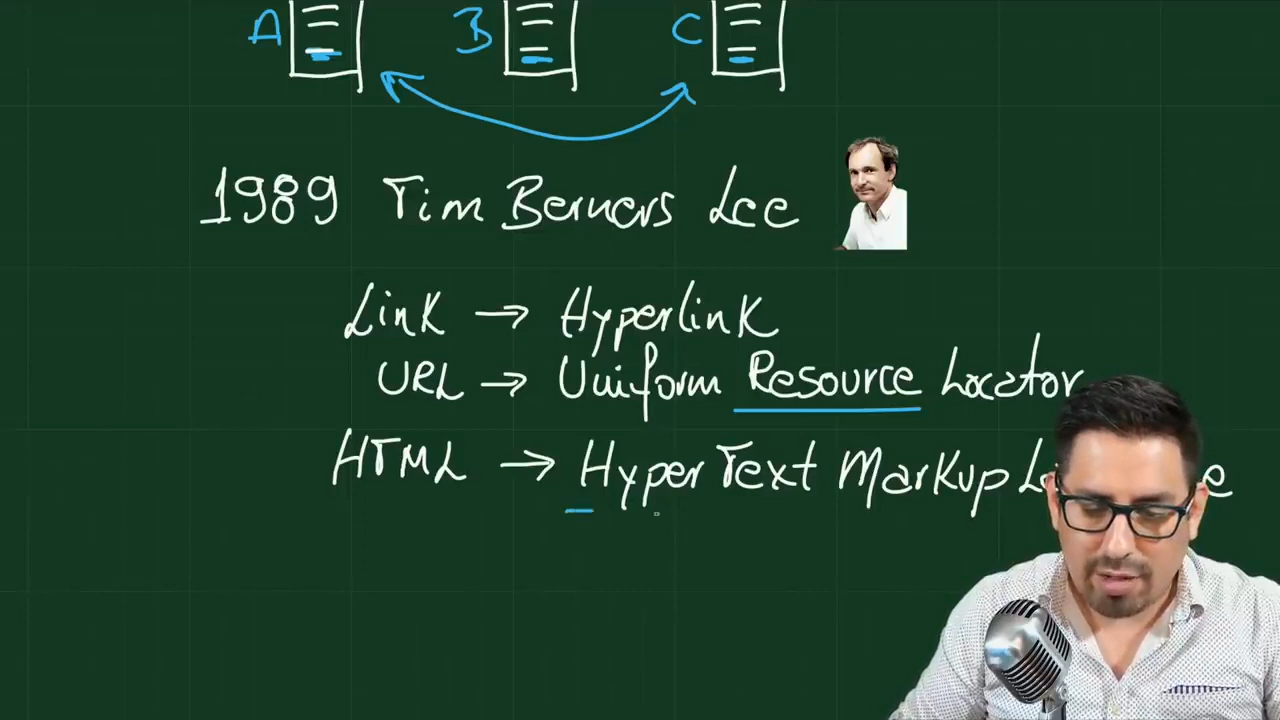 A B C
1989 Tim Berners Lee
Link → Hyperlink
URL → Uniform Resource Locator
HTML → HyperText Markup